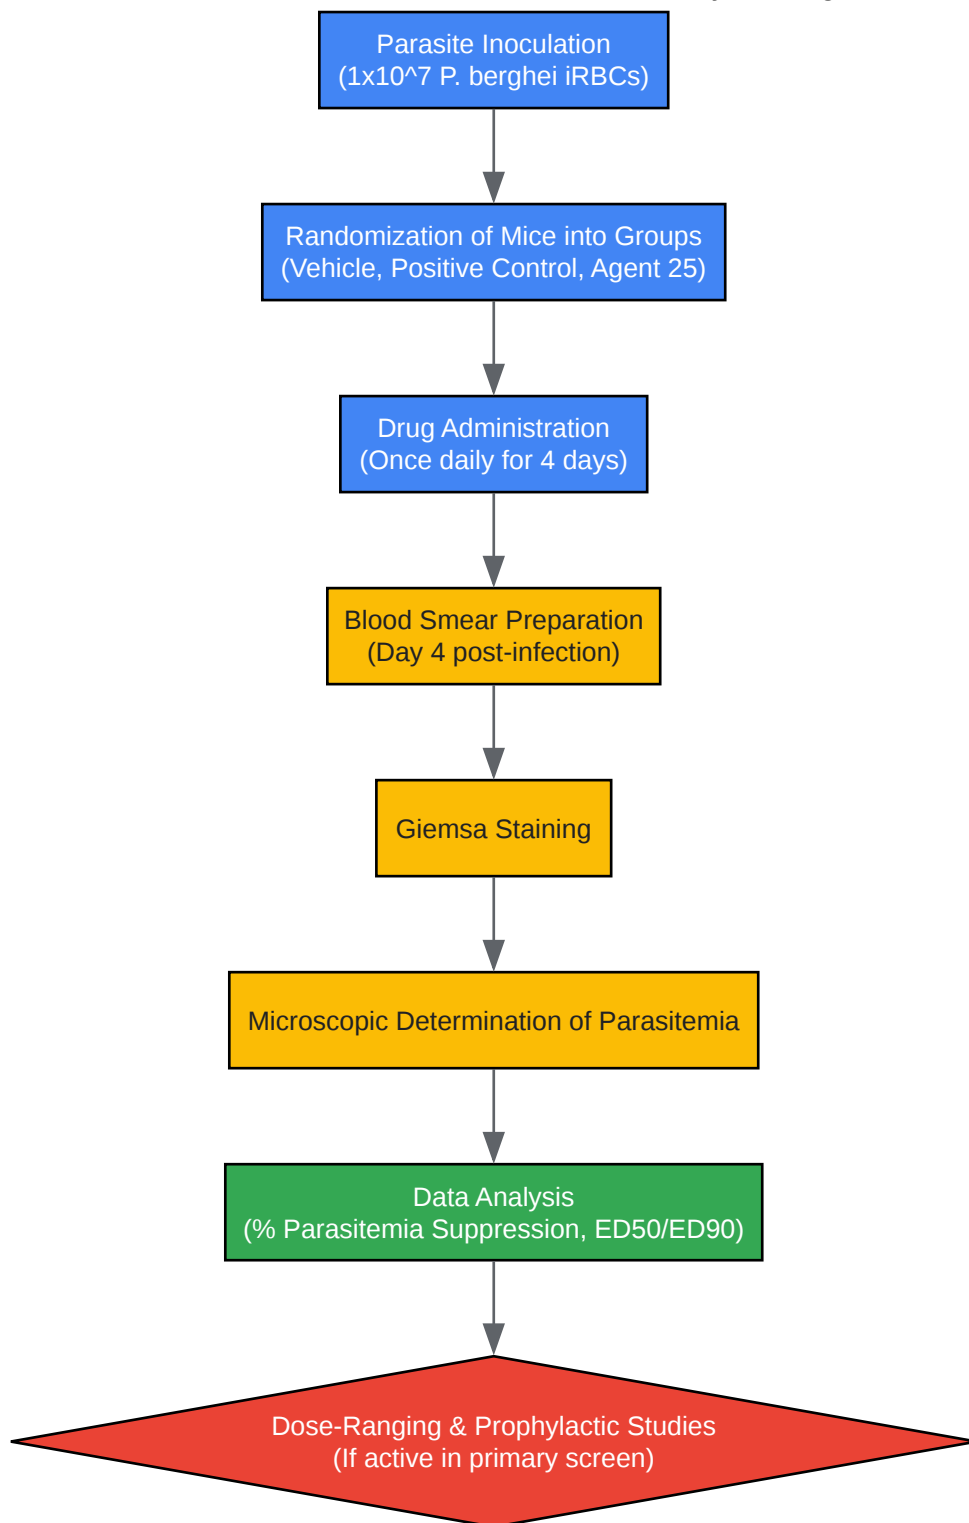 Parasite Inoculation
(1x10^7 P. berghei iRBCs)
Randomization of Mice into Groups
(Vehicle, Positive Control, Agent 25)
Drug Administration
(Once daily for 4 days)
Blood Smear Preparation
(Day 4 post-infection)
Giemsa Staining
Microscopic Determination of Parasitemia
Data Analysis
(% Parasitemia Suppression, ED50/ED90)
Dose-Ranging & Prophylactic Studies
(If active in primary screen)